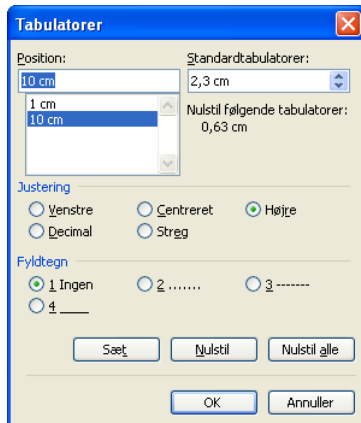 Tabulatorer
Position:
Standardtabulatorer:
10 cm
2,3 cm
1 cm
10 cm
Nulstil følgende tabulatorer:
0,63 cm
Justering
Venstre Centreret Højre
Decimal Streg
Fyldtegn
1 Ingen 2 ....... 3 -------
4 ____
Sæt Nulstil Nulstil alle
OK Annuller